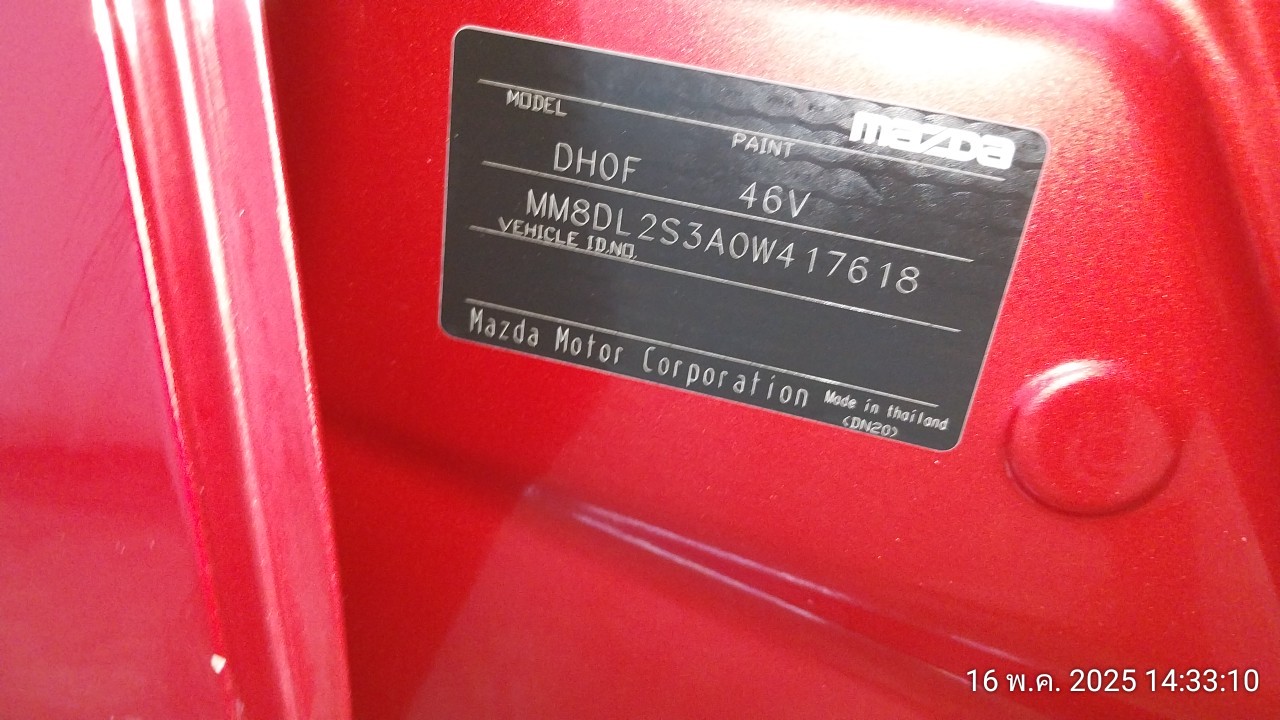 mazda
MODEL PAINT
DH0F 46V
MM8DL2S3A0W417618
VEHICLE ID.NO.
Mazda Motor Corporation Made in thailand
(DN20)
16 พ.ค. 2025 14:33:10